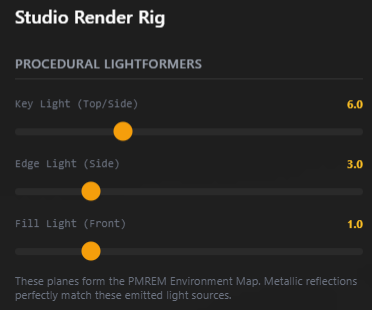 Studio Render Rig
PROCEDURAL LIGHTFORMERS
Key Light (Top/Side) 6.0
Edge Light (Side) 3.0
Fill Light (Front) 1.0
These planes form the PMREM Environment Map. Metallic reflections
perfectly match these emitted light sources.